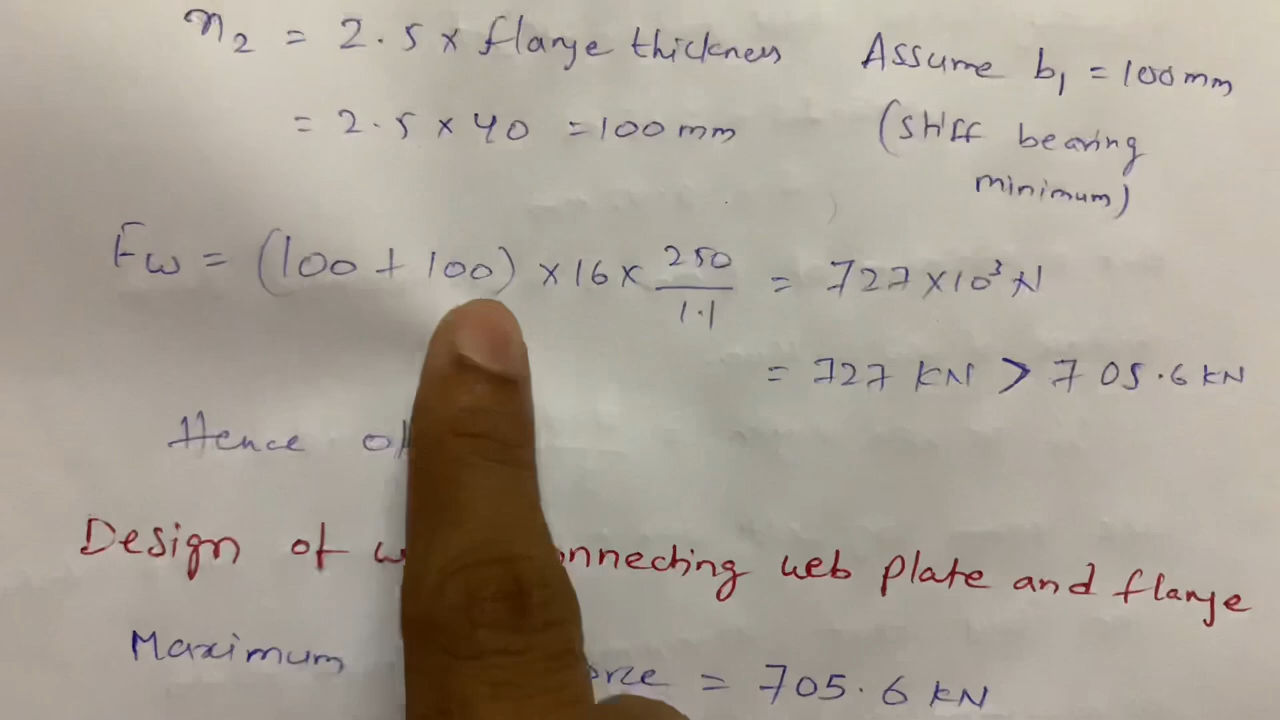 n2 = 2.5 x flange thickness
= 2.5 x 40 = 100 mm
Assume b1 = 100 mm
(stiff bearing
minimum)
Fw = (100 + 100) x 16 x 250/1.1 = 727 x 10³ N
= 727 KN > 705.6 KN
Hence
Design of connecting web plate and flange
Maximum = 705.6 KN